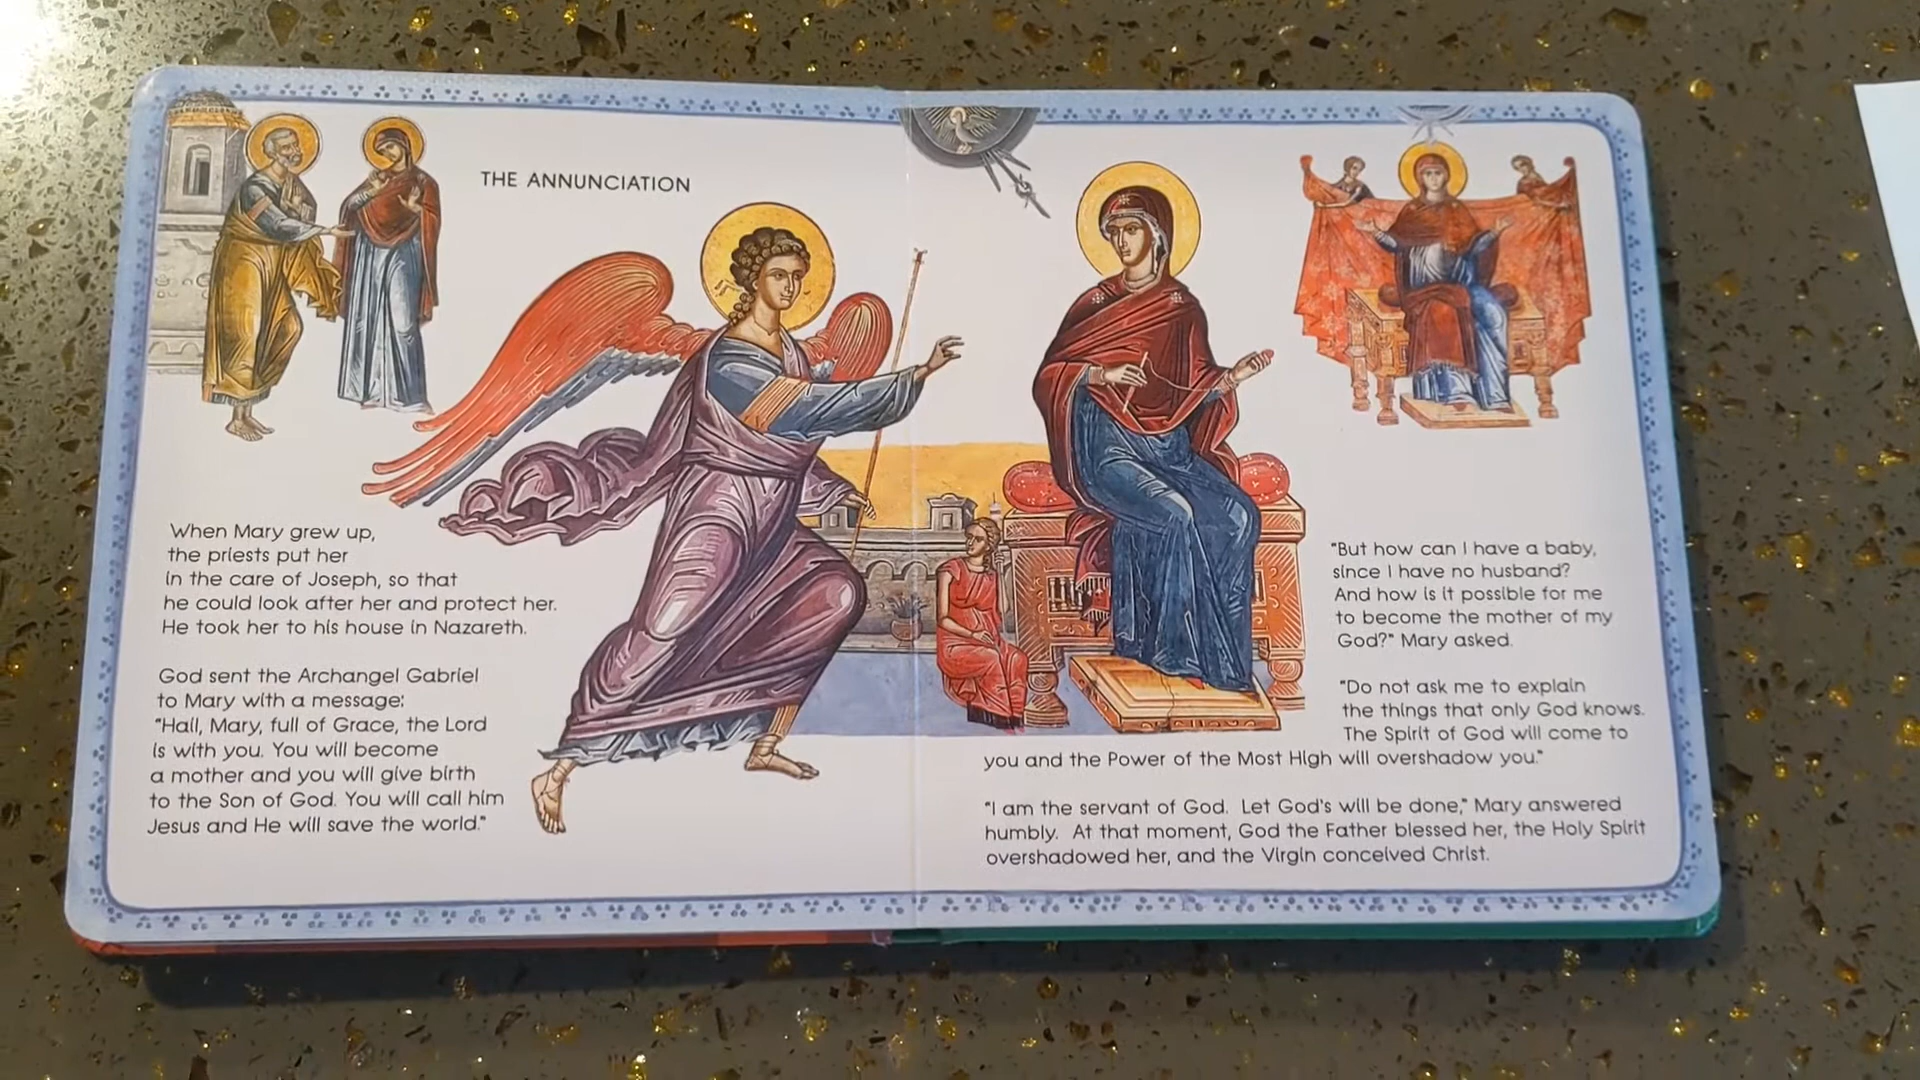 THE ANNUNCIATION
When Mary grew up,
the priests put her
in the care of Joseph, so that
he could look after her and protect her.
He took her to his house in Nazareth.
God sent the Archangel Gabriel
to Mary with a message:
"Hail, Mary, full of Grace, the Lord
is with you. You will become
a mother and you will give birth
to the Son of God. You will call him
Jesus and He will save the world."
"But how can I have a baby,
since I have no husband?
And how is it possible for me
to become the mother of my
God?" Mary asked.
"Do not ask me to explain
the things that only God knows.
The Spirit of God will come to
you and the Power of the Most High will overshadow you."
"I am the servant of God. Let God's will be done," Mary answered
humbly. At that moment, God the Father blessed her, the Holy Spirit
overshadowed her, and the Virgin conceived Christ.